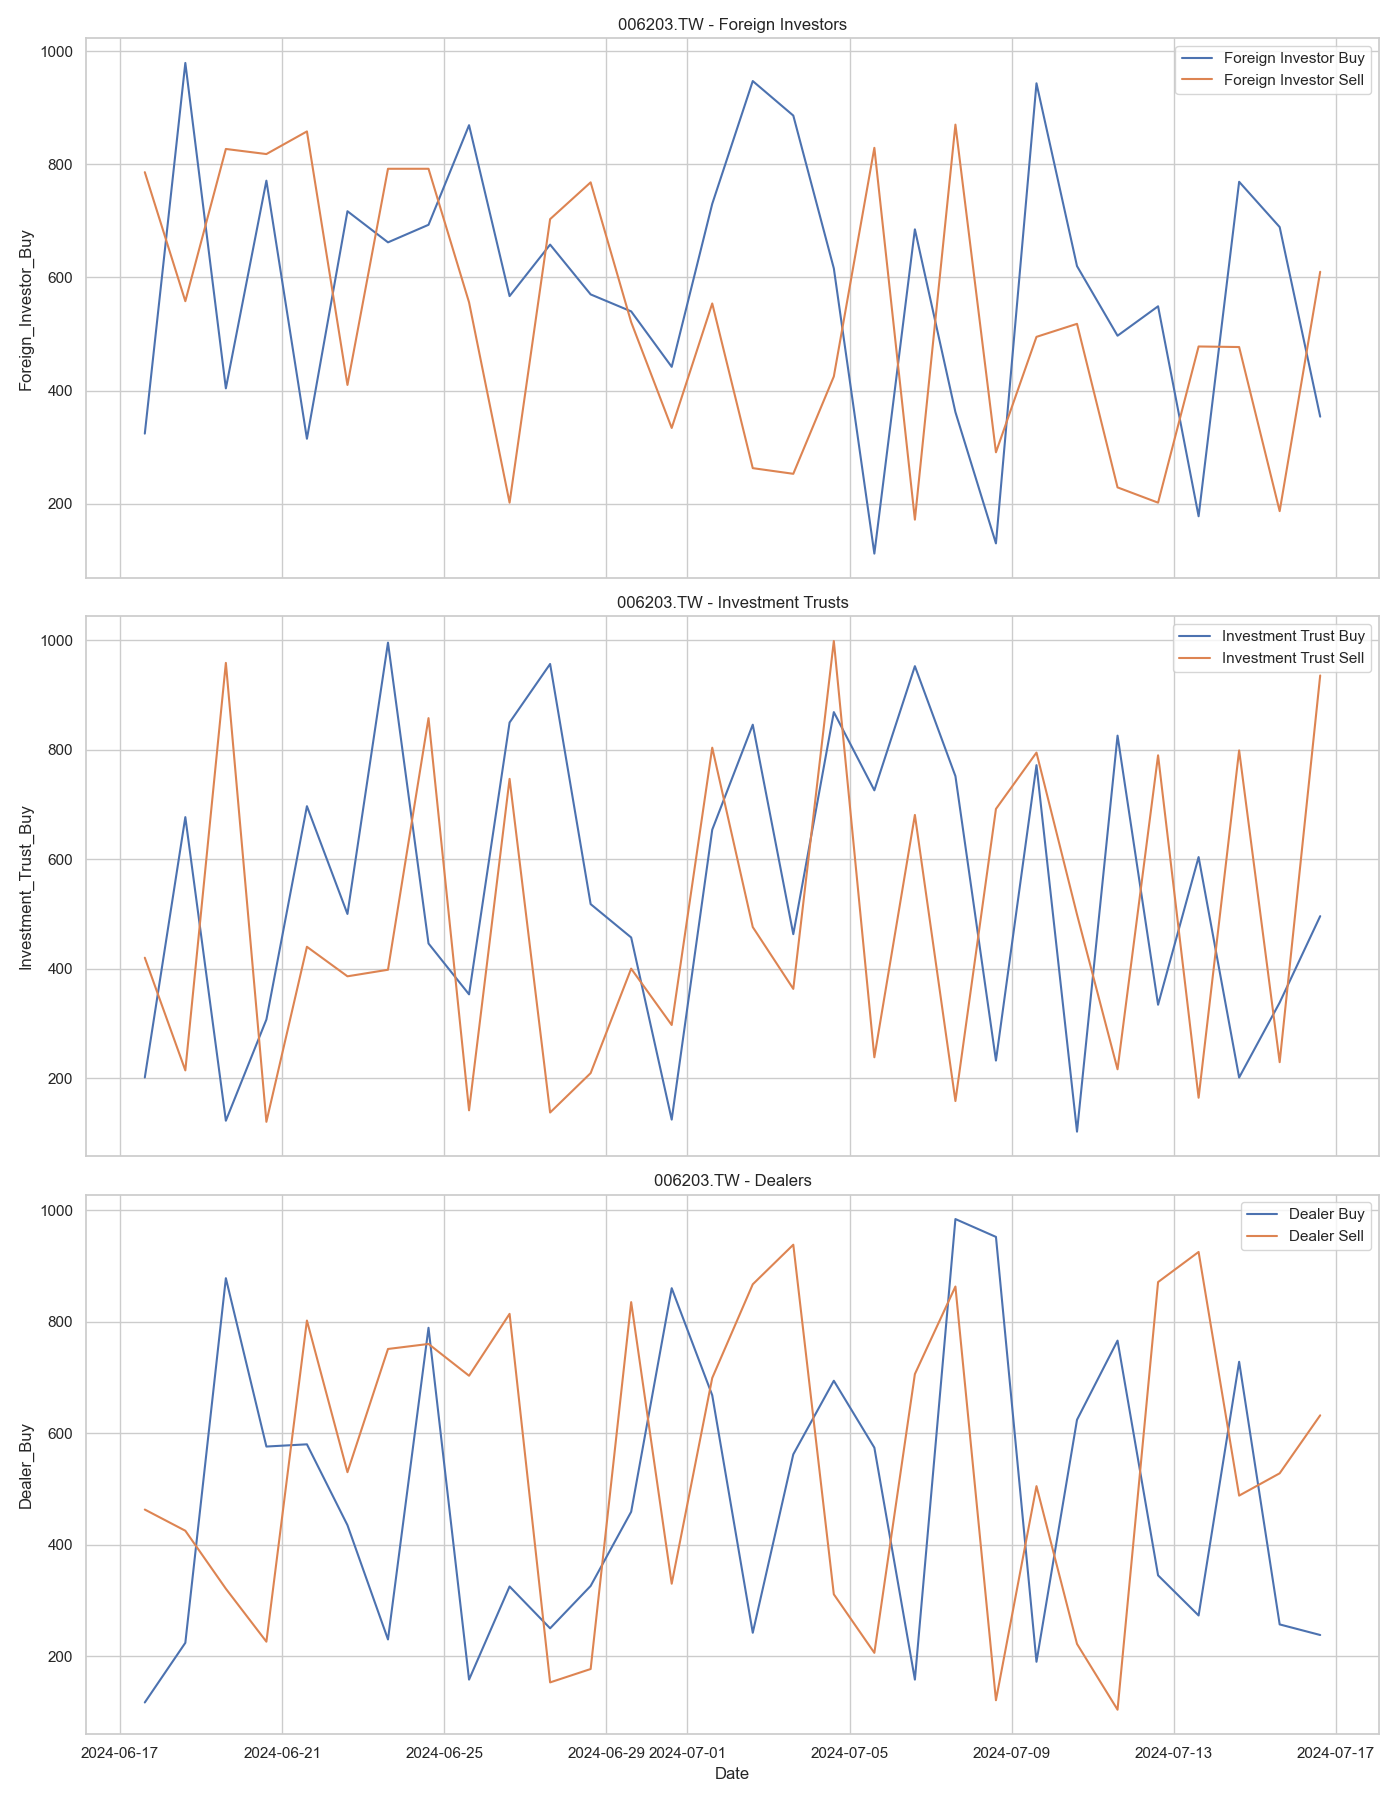 006203.TW - Foreign Investors
Foreign_Investor_Buy
1000
800
600
400
200
Foreign Investor Buy
Foreign Investor Sell
006203.TW - Investment Trusts
Investment_Trust_Buy
1000
800
600
400
200
Investment Trust Buy
Investment Trust Sell
006203.TW - Dealers
Dealer_Buy
1000
800
600
400
200
Dealer Buy
Dealer Sell
2024-06-17 2024-06-21 2024-06-25 2024-06-29 2024-07-01 2024-07-05 2024-07-09 2024-07-13 2024-07-17
Date